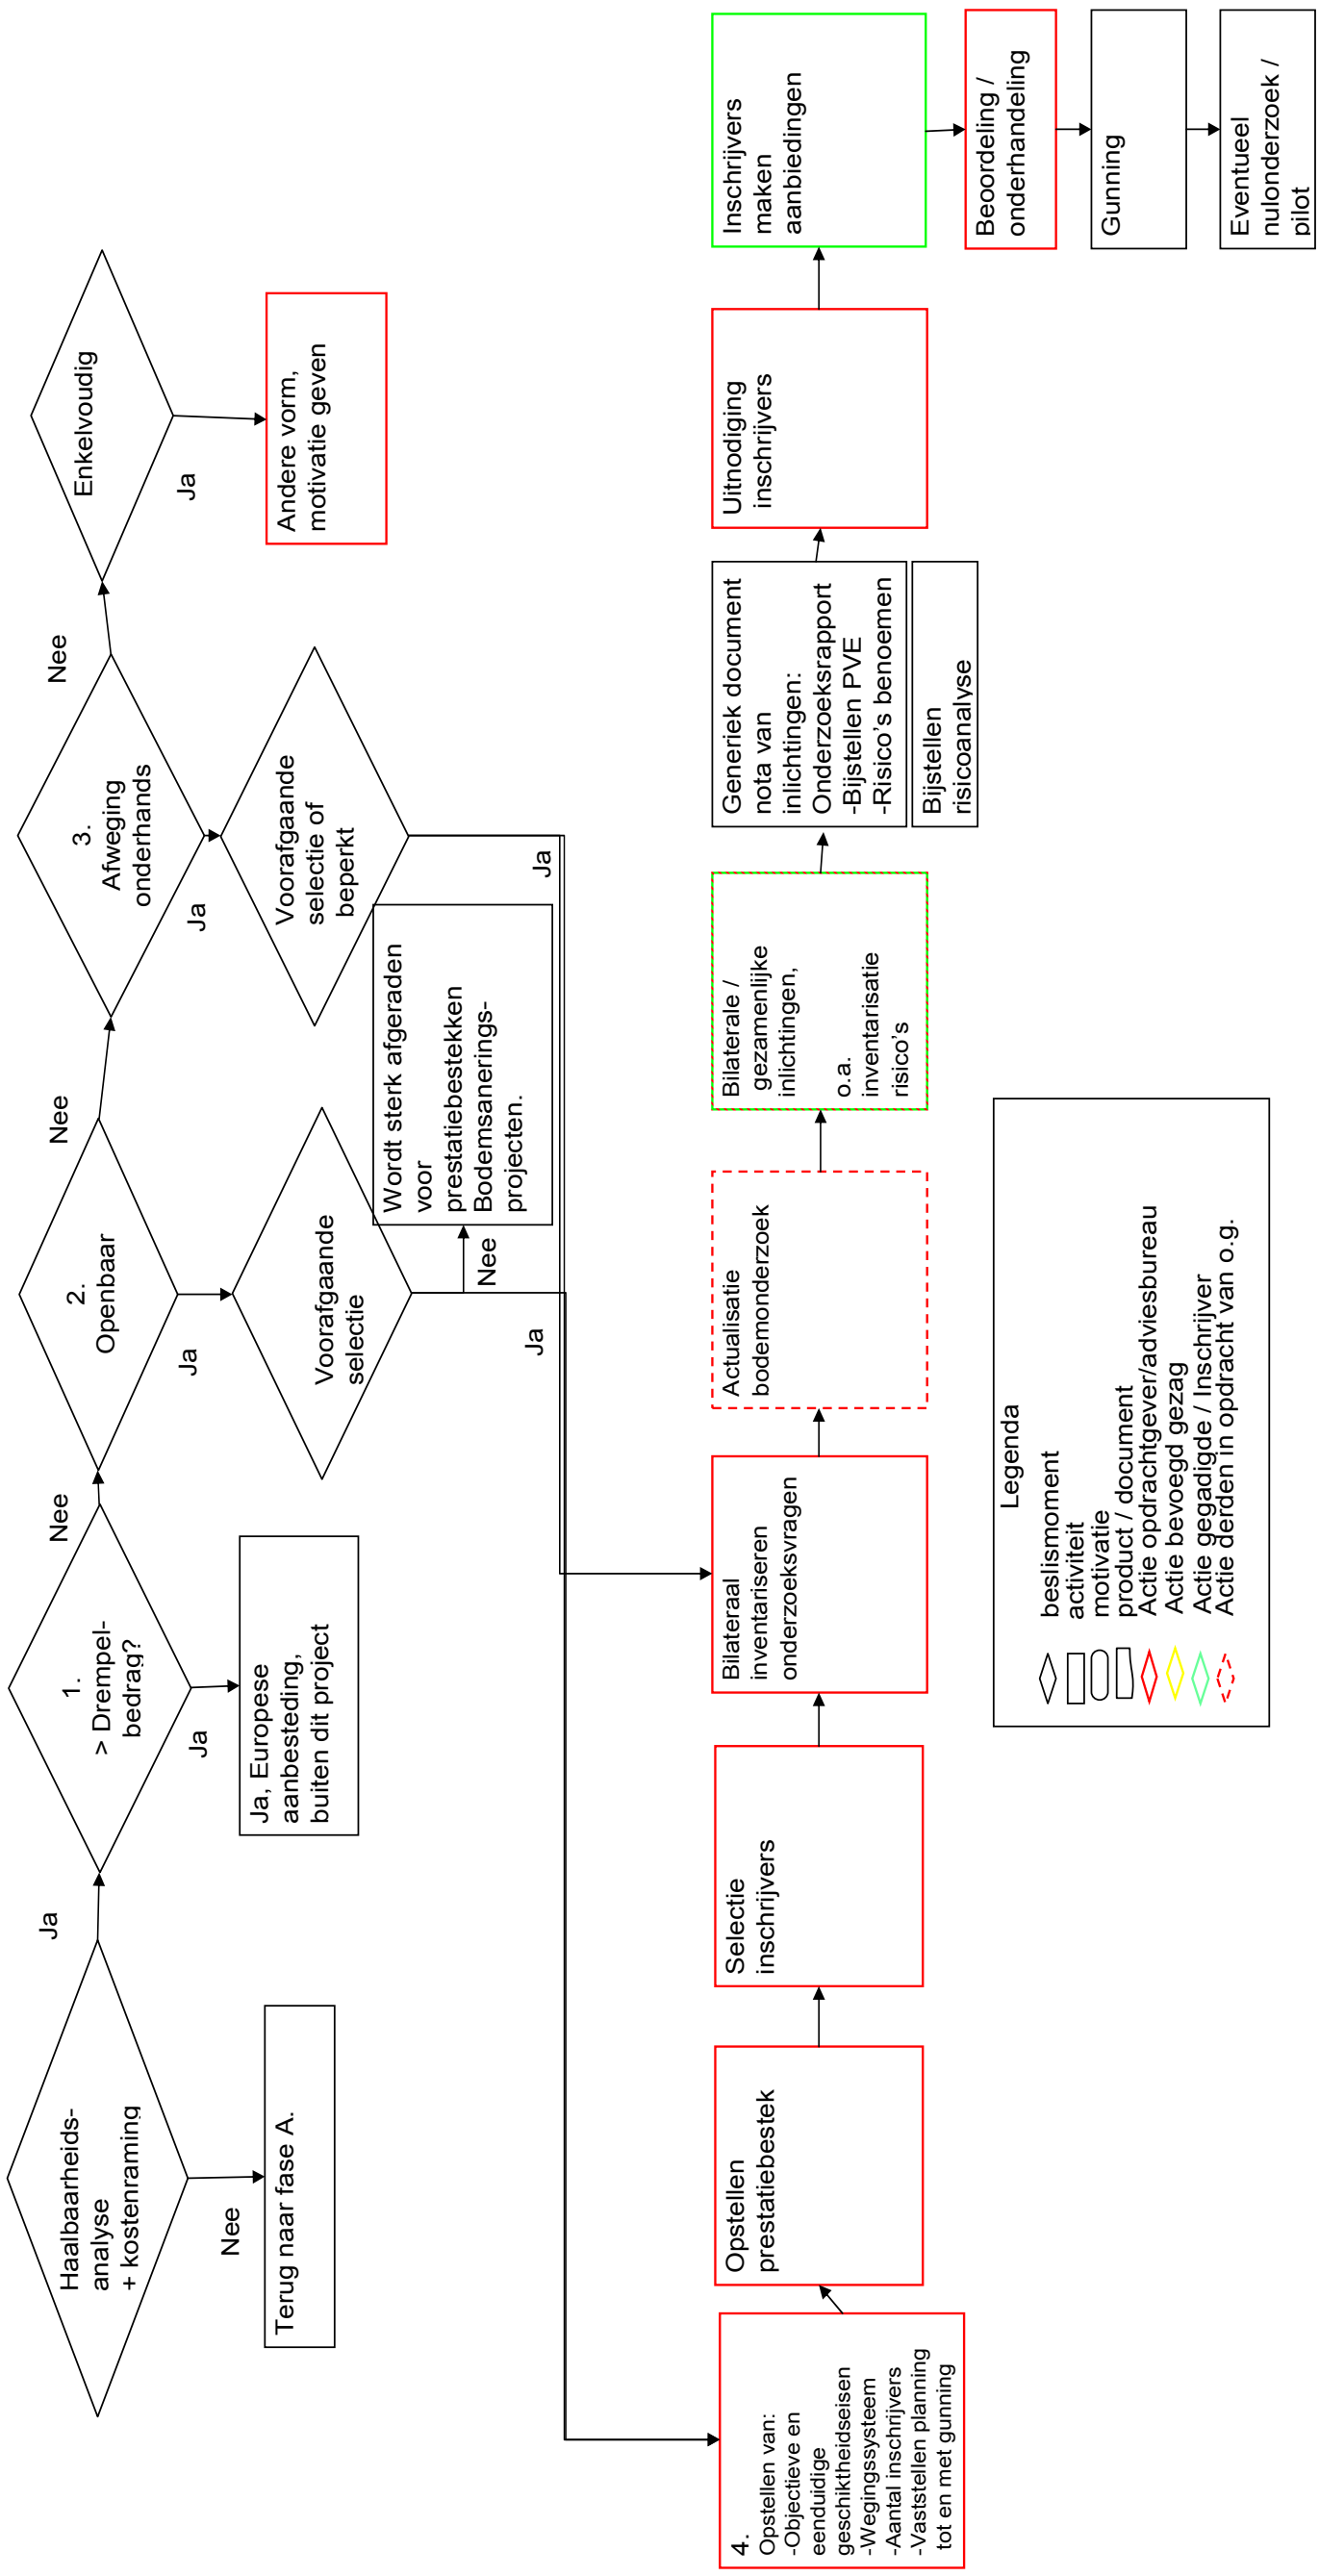 Haalbaarheids-
analyse
+ kostenraming
Ja
Nee
Terug naar fase A.
1.
> Drempel-
bedrag?
Nee
Ja
Ja, Europese
aanbesteding,
buiten dit project
2.
Openbaar
Nee
Ja
Voorafgaande
selectie
Nee
Ja
Wordt sterk afgeraden
voor
prestatiebestekken
Bodemsanerings-
projecten.
3.
Afweging
onderhands
Nee
Ja
Voorafgaande
selectie of
beperkt
Ja
Enkelvoudig
Ja
Andere vorm,
motivatie geven
4.
Opstellen van:
-Objectieve en
eenduidige
geschiktheidseisen
-Wegingssysteem
-Aantal inschrijvers
-Vaststellen planning
tot en met gunning
Opstellen
prestatiebestek
Selectie
inschrijvers
Bilateraal
inventariseren
onderzoeksvragen
Actualisatie
bodemonderzoek
Bilaterale /
gezamenlijke
inlichtingen,
o.a.
inventarisatie
risico's
Generiek document
nota van
inlichtingen:
Onderzoeksrapport
-Bijstellen PVE
-Risico's benoemen
Bijstellen
risicoanalyse
Uitnodiging
inschrijvers
Inschrijvers
maken
aanbiedingen
Beoordeling /
onderhandeling
Gunning
Eventueel
nulonderzoek /
pilot
Legenda
beslismoment
activiteit
motivatie
product / document
Actie opdrachtgever/adviesbureau
Actie bevoegd gezag
Actie gegadigde / Inschrijver
Actie derden in opdracht van o.g.